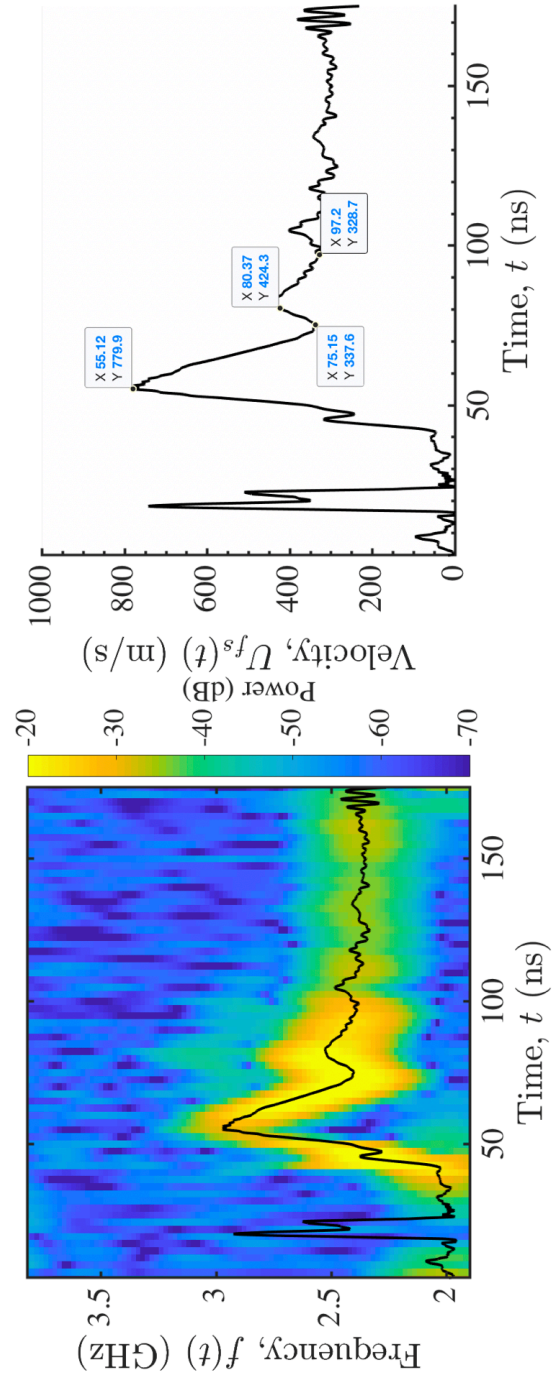 Frequency, f(t) (GHz)
3.5
3
2.5
2
50
100
150
Time, t (ns)
-20
-30
-40
-50
-60
-70
Power (dB)
Velocity, U_{fs}(t) (m/s)
1000
800
600
400
200
0
X 55.12
Y 779.9
X 80.37
Y 424.3
X 75.15
Y 337.6
X 97.2
Y 328.7
50
100
150
Time, t (ns)